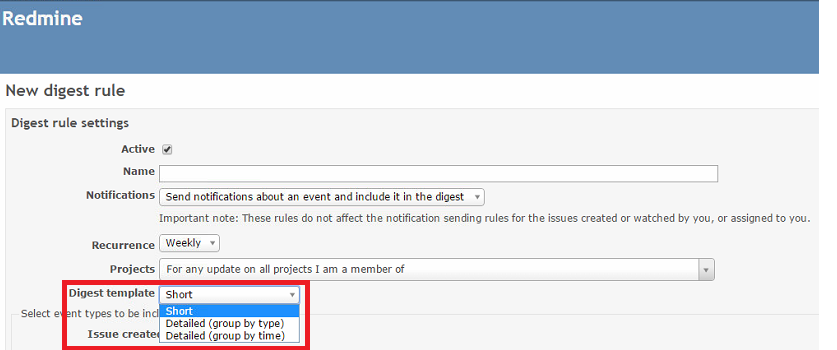 Redmine
New digest rule
Digest rule settings
Active
Name
Notifications Send notifications about an event and include it in the digest
Important note: These rules do not affect the notification sending rules for the issues created or watched by you, or assigned to you.
Recurrence Weekly
Projects For any update on all projects I am a member of
Digest template Short
Short
Select event types to be incl
Detailed (group by type)
Issue created Detailed (group by time)